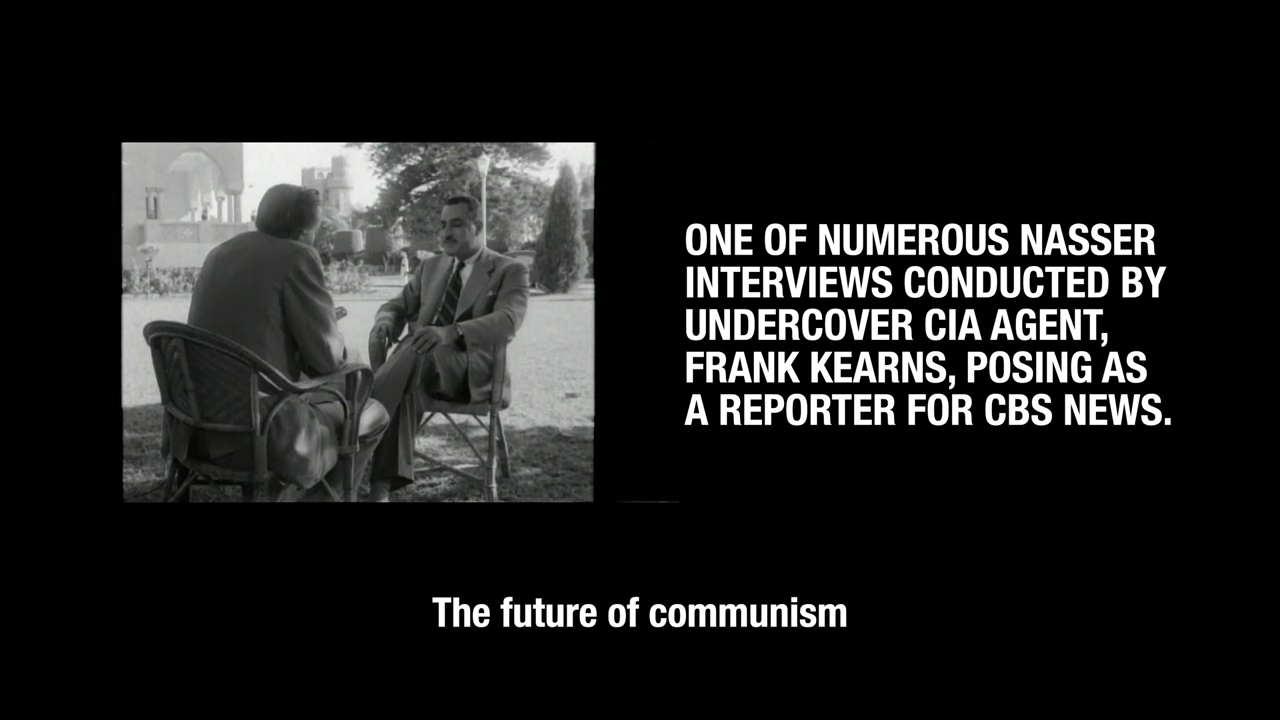 ONE OF NUMEROUS NASSER
INTERVIEWS CONDUCTED BY
UNDERCOVER CIA AGENT,
FRANK KEARNS, POSING AS
A REPORTER FOR CBS NEWS.
The future of communism